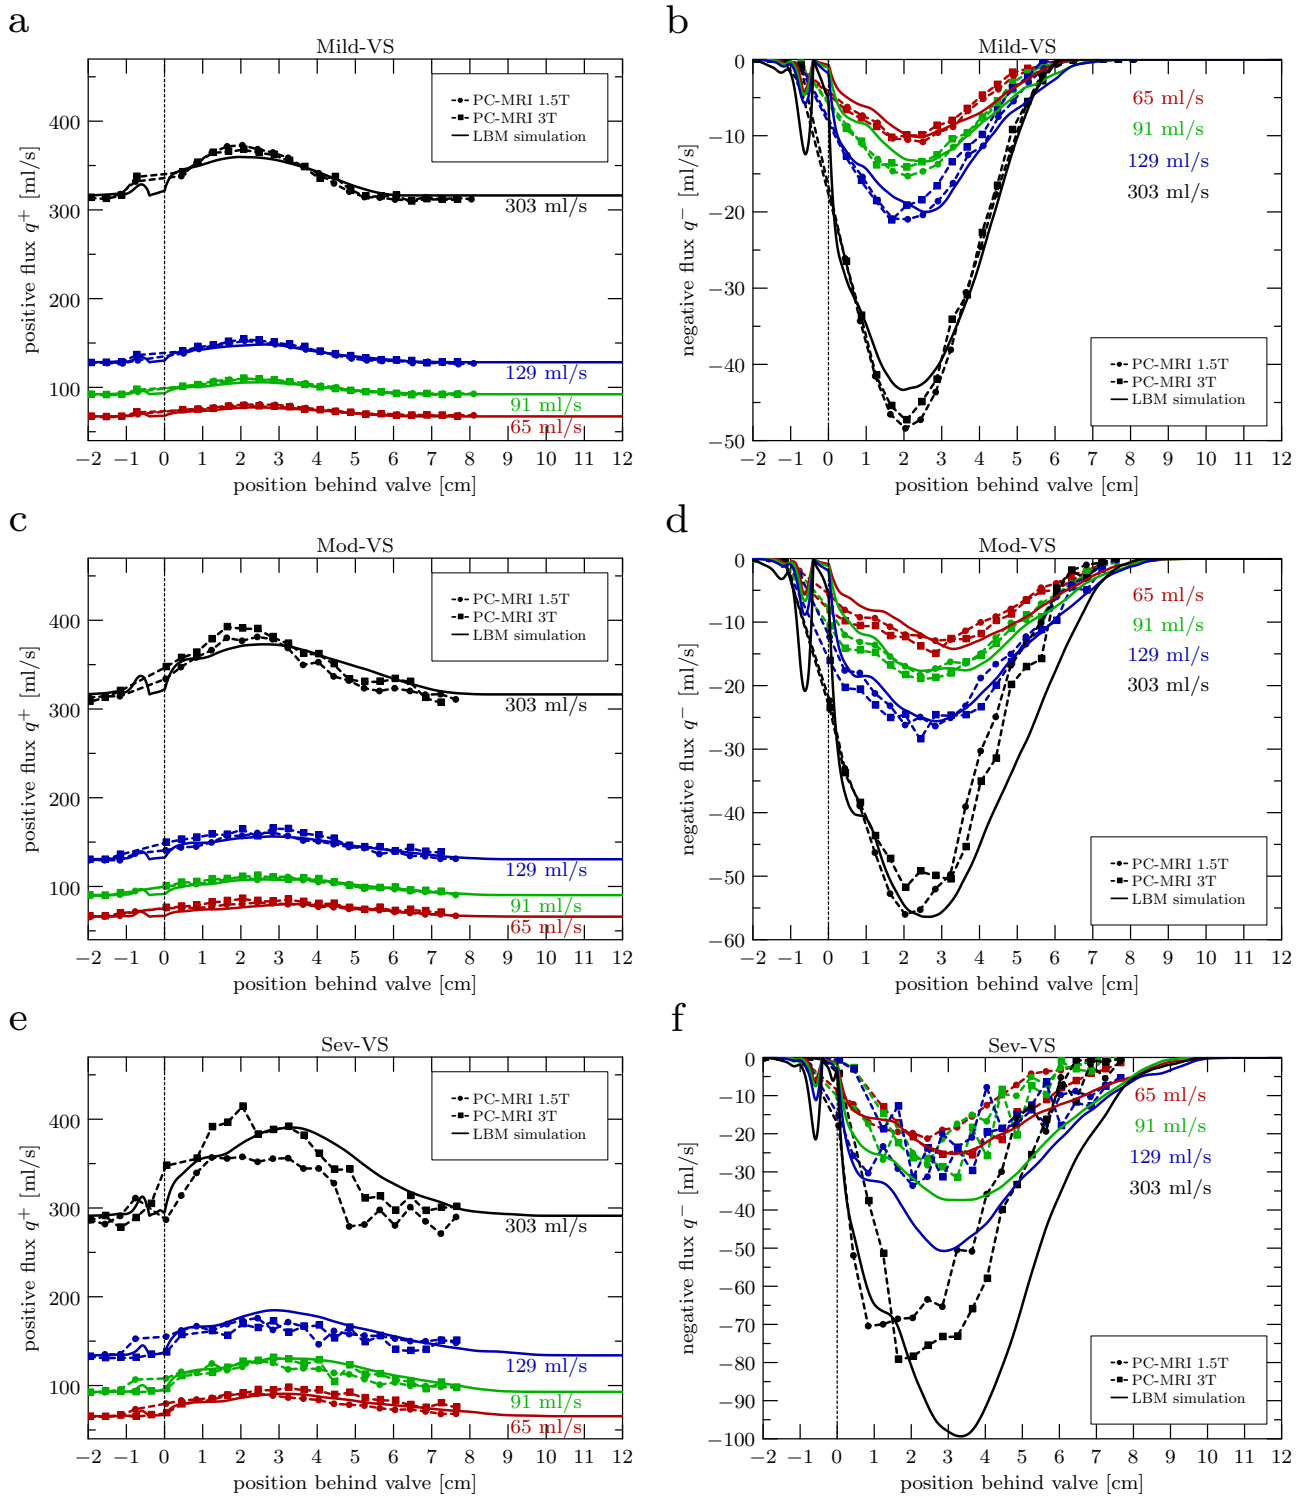 a
Mild-VS
positive flux q⁺ [ml/s]
400
300
200
100
PC-MRI 1.5T
PC-MRI 3T
LBM simulation
303 ml/s
129 ml/s
91 ml/s
65 ml/s
−2 −1 0 1 2 3 4 5 6 7 8 9 10 11 12
position behind valve [cm]
b
Mild-VS
negative flux q⁻ [ml/s]
0
−10
−20
−30
−40
−50
65 ml/s
91 ml/s
129 ml/s
303 ml/s
PC-MRI 1.5T
PC-MRI 3T
LBM simulation
−2 −1 0 1 2 3 4 5 6 7 8 9 10 11 12
position behind valve [cm]
c
Mod-VS
positive flux q⁺ [ml/s]
400
300
200
100
PC-MRI 1.5T
PC-MRI 3T
LBM simulation
303 ml/s
129 ml/s
91 ml/s
65 ml/s
−2 −1 0 1 2 3 4 5 6 7 8 9 10 11 12
position behind valve [cm]
d
Mod-VS
negative flux q⁻ [ml/s]
0
−10
−20
−30
−40
−50
−60
65 ml/s
91 ml/s
129 ml/s
303 ml/s
PC-MRI 1.5T
PC-MRI 3T
LBM simulation
−2 −1 0 1 2 3 4 5 6 7 8 9 10 11 12
position behind valve [cm]
e
Sev-VS
positive flux q⁺ [ml/s]
400
300
200
100
PC-MRI 1.5T
PC-MRI 3T
LBM simulation
303 ml/s
129 ml/s
91 ml/s
65 ml/s
−2 −1 0 1 2 3 4 5 6 7 8 9 10 11 12
position behind valve [cm]
f
Sev-VS
negative flux q⁻ [ml/s]
0
−10
−20
−30
−40
−50
−60
−70
−80
−90
−100
65 ml/s
91 ml/s
129 ml/s
303 ml/s
PC-MRI 1.5T
PC-MRI 3T
LBM simulation
−2 −1 0 1 2 3 4 5 6 7 8 9 10 11 12
position behind valve [cm]